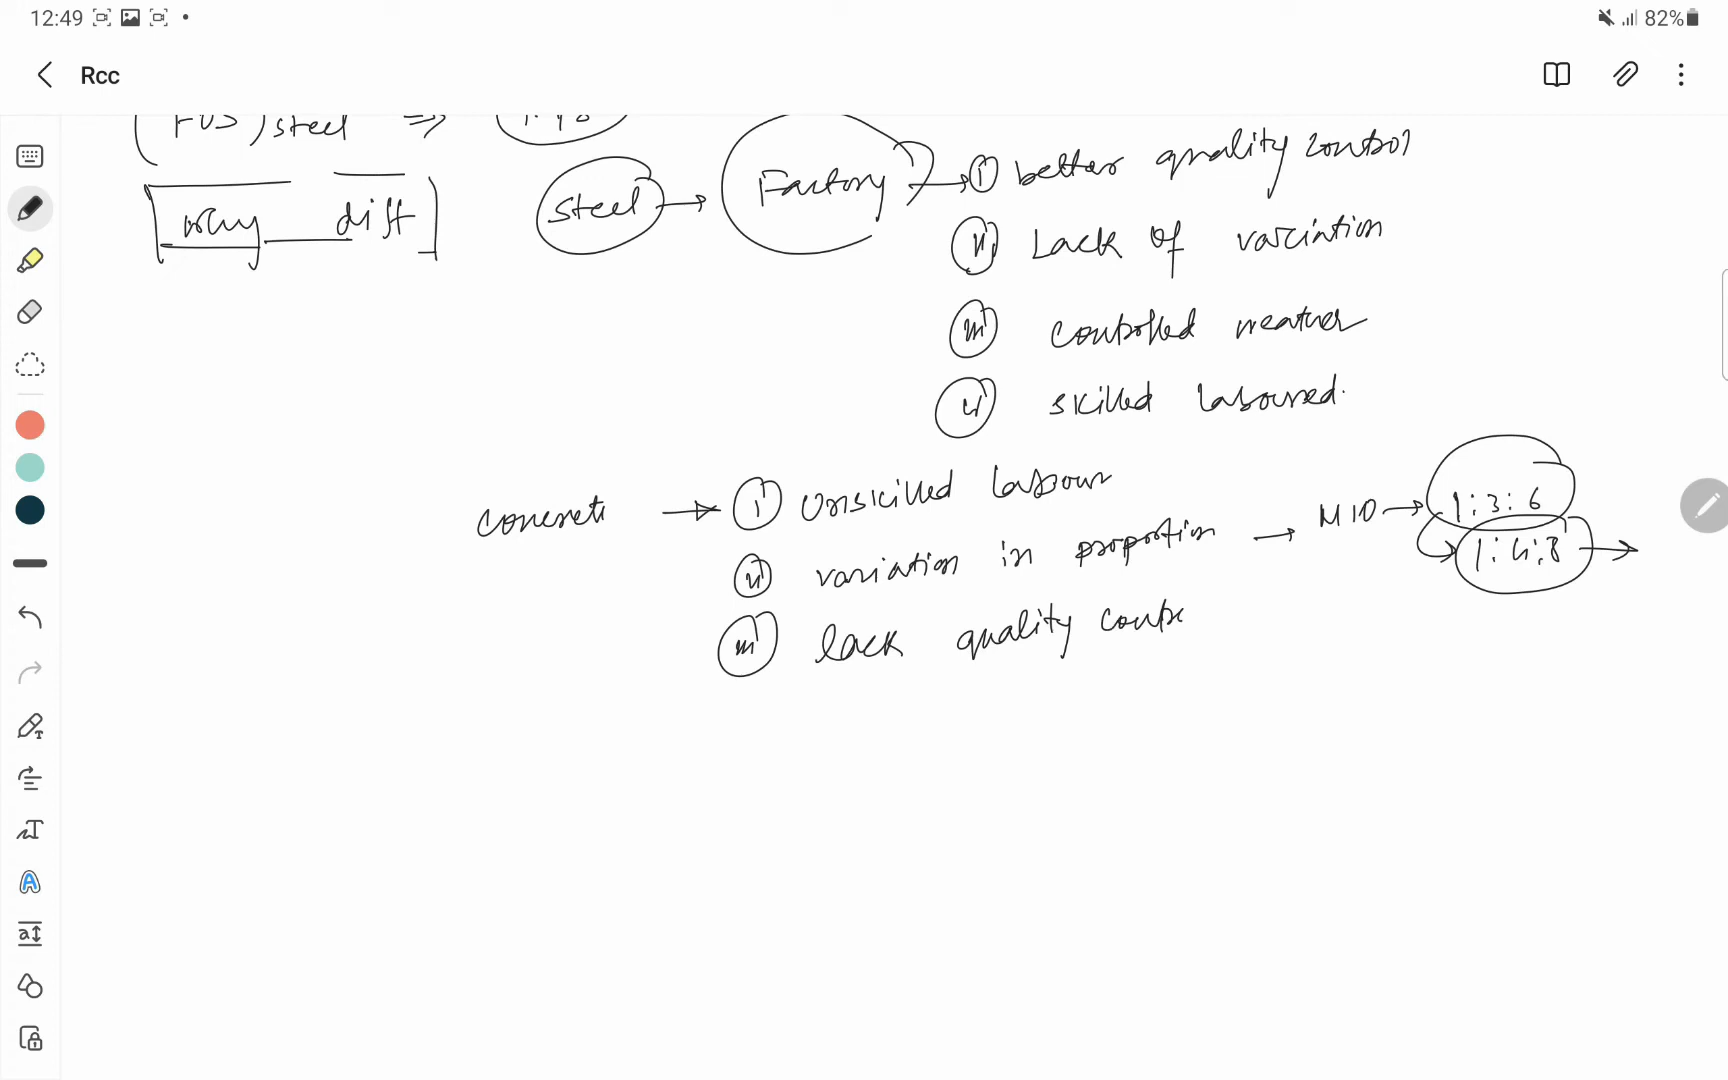 12:49 82%
Rcc
(FOS)steel ⇒
why diff
steel → Factory → i better quality control
ii Lack of variation
iii controlled weather
iv skilled laboured.
concrete → i Unskilled labour
ii variation in proportion → M10 → 1:3:6
1:4:8 →
iii lack quality contr